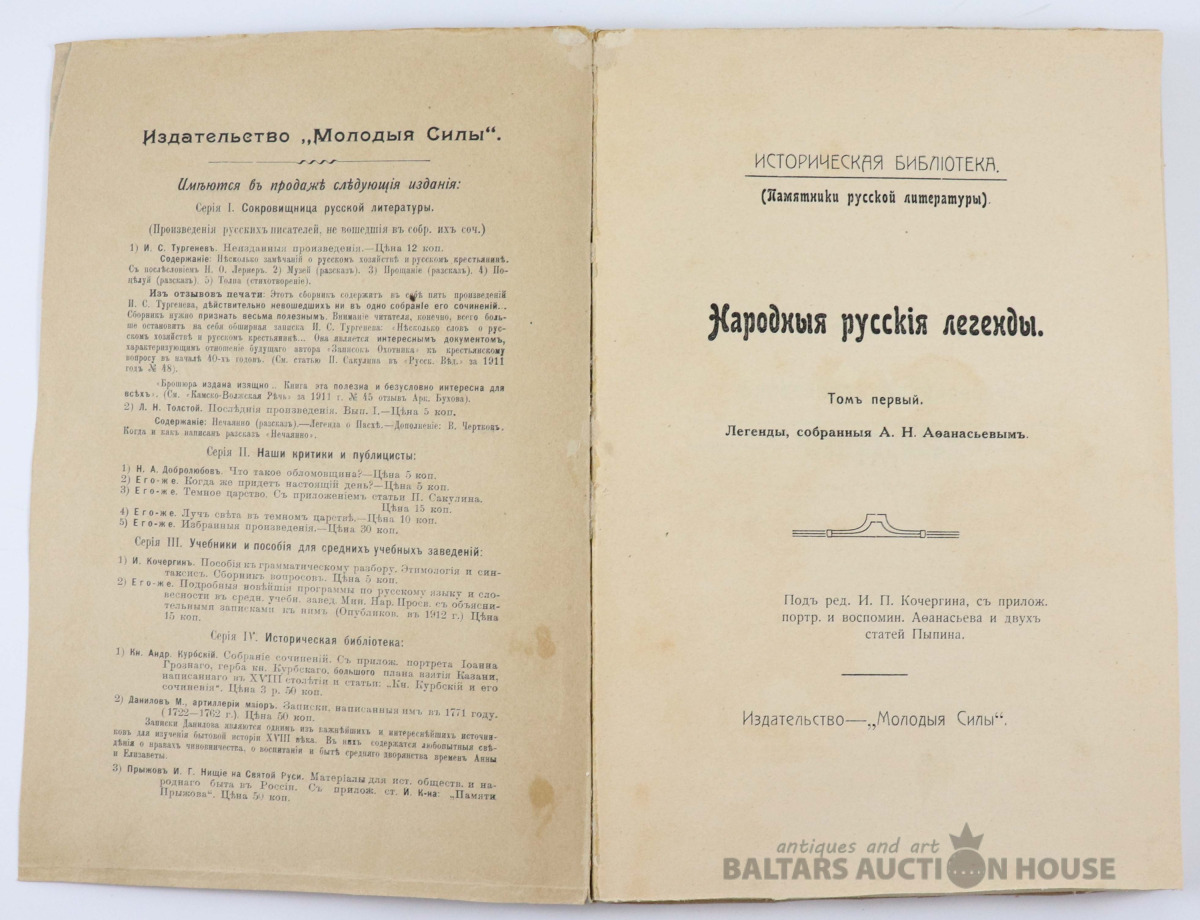 Издательство „Молодыя Силы“.
Имѣются въ продажѣ слѣдующія изданія:
Серія I. Сокровищница русской литературы.
(Произведенія русскихъ писателей, не вошедшія въ собр. ихъ соч.)
1) И. С. Тургеневъ. Неизданныя произведенія.—Цѣна 12 коп.
Содержаніе: Нѣсколько замѣчаній о русскомъ хозяйствѣ и русскомъ крестьянинѣ.
Съ послѣсловіемъ Н. О. Лернеръ. 2) Музей (разсказъ). 3) Прощаніе (разсказъ). 4) По-
цѣлуй (разсказъ). 5) Толпа (стихотвореніе).
Изъ отзывовъ печати: Этотъ сборникъ содержитъ въ себѣ пять произведеній
И. С. Тургенева, дѣйствительно невошедшихъ ни въ одно собраніе его сочиненій...
Сборникъ нужно признать весьма полезнымъ. Вниманіе читателя, конечно, всего боль-
ше остановитъ на себя обширная записка И. С. Тургенева: «Нѣсколько словъ о рус-
скомъ хозяйствѣ и русскомъ крестьянинѣ... Она является интереснымъ документомъ,
характеризующимъ отношеніе будущаго автора «Записокъ Охотника» къ крестьянскому
вопросу въ началѣ 40-хъ годовъ. (См. статью П. Сакулина въ «Русск. Вѣд.» за 1911
годъ № 48).
«Брошюра издана изящно.. Книга эта полезна и безусловно интересна для
всѣхъ». (См. «Камско-Волжская Рѣчь» за 1911 г. № 45 отзывъ Арк. Бухова).
2) Л. Н. Толстой. Послѣднія произведенія. Вып. I.—Цѣна 5 коп.
Содержаніе: Нечаянно (разсказъ).—Легенда о Пасхѣ.—Дополненіе: В. Чертковъ.
Когда и какъ написанъ разсказъ «Нечаянно».
Серія II. Наши критики и публицисты:
1) Н. А. Добролюбовъ. Что такое обломовщина?—Цѣна 5 коп.
2) Его-же. Когда же придетъ настоящій день?—Цѣна 5 коп.
3) Его-же. Темное царство. Съ приложеніемъ статьи П. Сакулина.
Цѣна 15 коп.
4) Его-же. Лучъ свѣта въ темномъ царствѣ,—Цѣна 10 коп.
5) Его-же. Избранныя произведенія.—Цѣна 30 коп.
Серія III. Учебники и пособія для среднихъ учебныхъ заведеній:
1) И. Кочергинъ. Пособія къ грамматическому разбору. Этимологія и син-
таксисъ. Сборникъ вопросовъ. Цѣна 5 коп.
2) Его-же. Подробныя новѣйшія программы по русскому языку и сло-
весности въ средн. учебн. завед. Мин. Нар. Просв. съ объясни-
тельными записками къ нимъ (Опубликов. въ 1912 г.) Цѣна
15 коп.
Серія IV. Историческая библіотека:
1) Кн. Андр. Курбскій. Собраніе сочиненій. Съ прилож. портрета Іоанна
Грознаго, герба кн. Курбскаго, большого плана взятія Казани,
написаннаго въ XVIII столѣтіи и статьи: „Кн. Курбскій и его
сочиненія“. Цѣна 3 р. 50 коп.
2) Даниловъ М., артиллеріи маіоръ. Записки, написанныя имъ въ 1771 году.
(1722—1762 г.). Цѣна 50 коп.
Записки Данилова являются однимъ изъ важнѣйшихъ и интереснѣйшихъ источни-
ковъ для изученія бытовой исторіи XVIII вѣка. Въ нихъ содержатся любопытныя свѣ-
дѣнія о нравахъ чиновничества, о воспитаніи и бытѣ средняго дворянства временъ Анны
и Елизаветы.
3) Прыжовъ И. Г. Нищіе на Святой Руси. Матеріалы для ист. обществ. и на-
роднаго быта въ Россіи. Съ прилож. ст. И. К-на: „Памяти
Прыжова“. Цѣна 50 коп.
ИСТОРИЧЕСКАЯ БИБЛІОТЕКА.
(Памятники русской литературы).
Народныя русскія легенды.
Томъ первый.
Легенды, собранныя А. Н. Аѳанасьевымъ.
Подъ ред. И. П. Кочергина, съ прилож.
портр. и воспомин. Аѳанасьева и двухъ
статей Пыпина.
Издательство—„Молодыя Силы“.
antiques and art
BALTARS AUCTION HOUSE